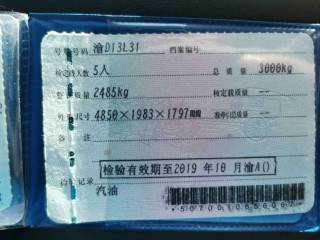 号牌号码 渝D13L31 档案编号
核定载人数 5人 总质量 3000kg
整备质量 2485kg 核定载质量 --
外廓尺寸 4850×1983×1797mm 准牵引总质量 --
备注
检验有效期至2019年10月渝A()
检验记录
汽油